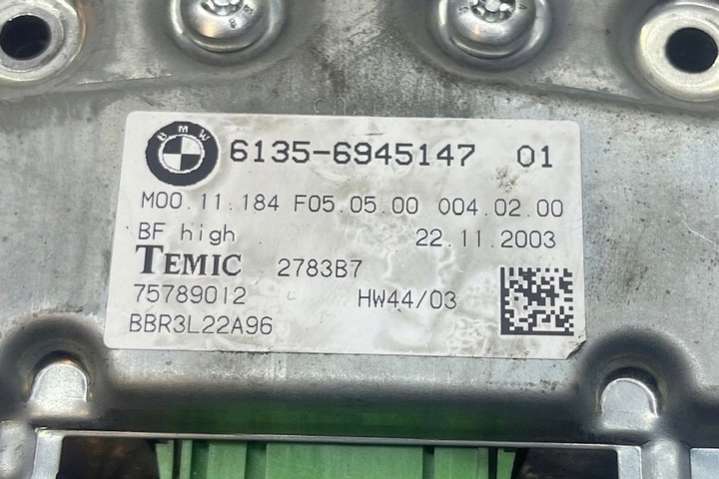 BMW 6135-6945147 01
M00.11.184 F05.05.00 004.02.00
BF high 22.11.2003
TEMIC 2783B7
75789012 HW44/03
BBR3L22A96